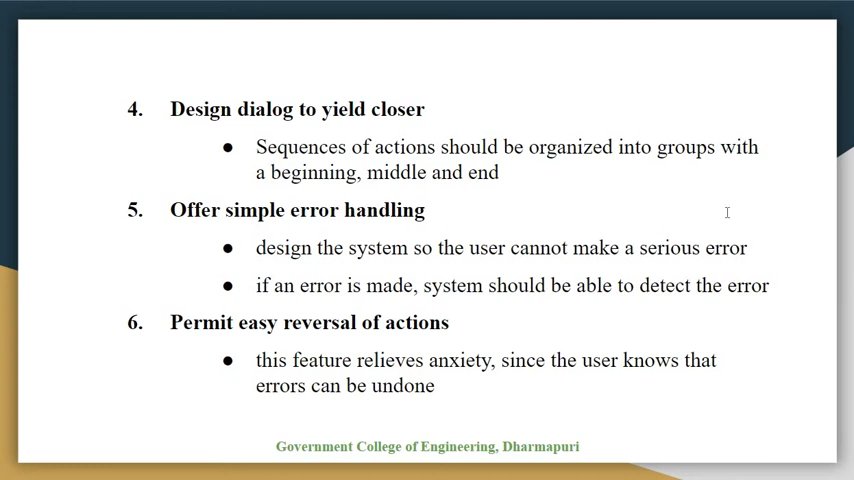 4. Design dialog to yield closer
● Sequences of actions should be organized into groups with
a beginning, middle and end
5. Offer simple error handling
● design the system so the user cannot make a serious error
● if an error is made, system should be able to detect the error
6. Permit easy reversal of actions
● this feature relieves anxiety, since the user knows that
errors can be undone
Government College of Engineering, Dharmapuri